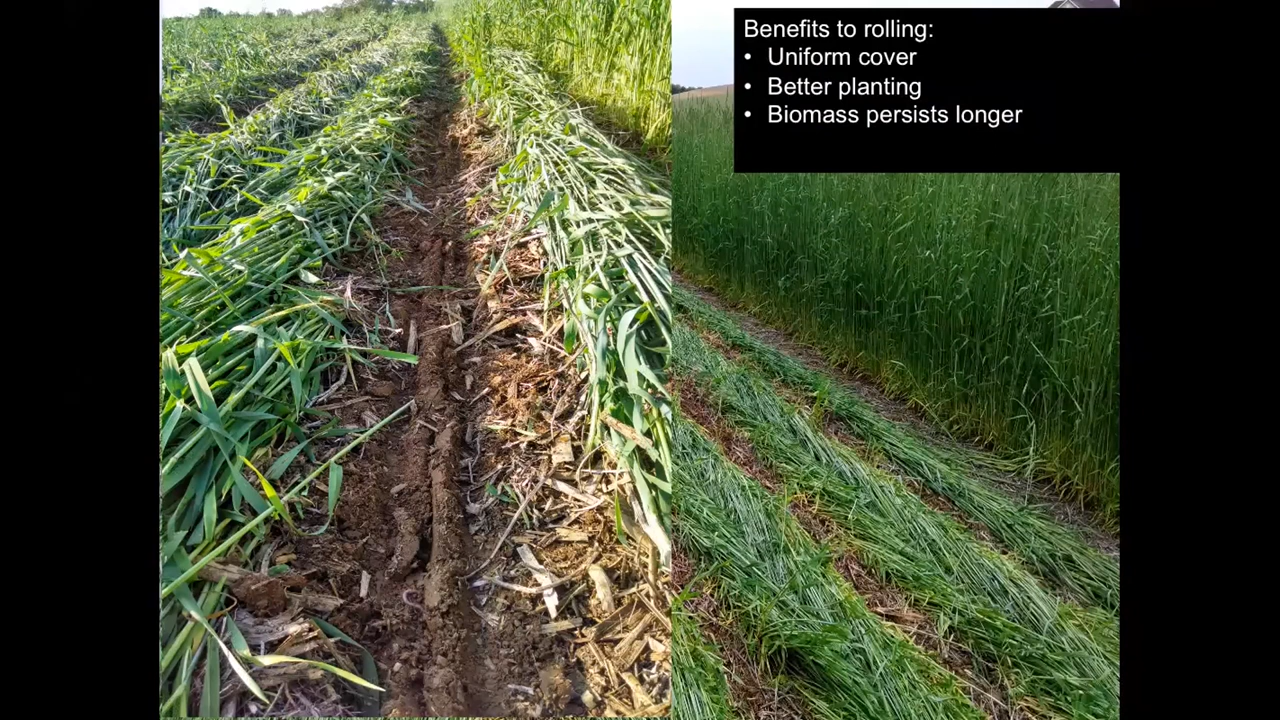 Benefits to rolling:
• Uniform cover
• Better planting
• Biomass persists longer